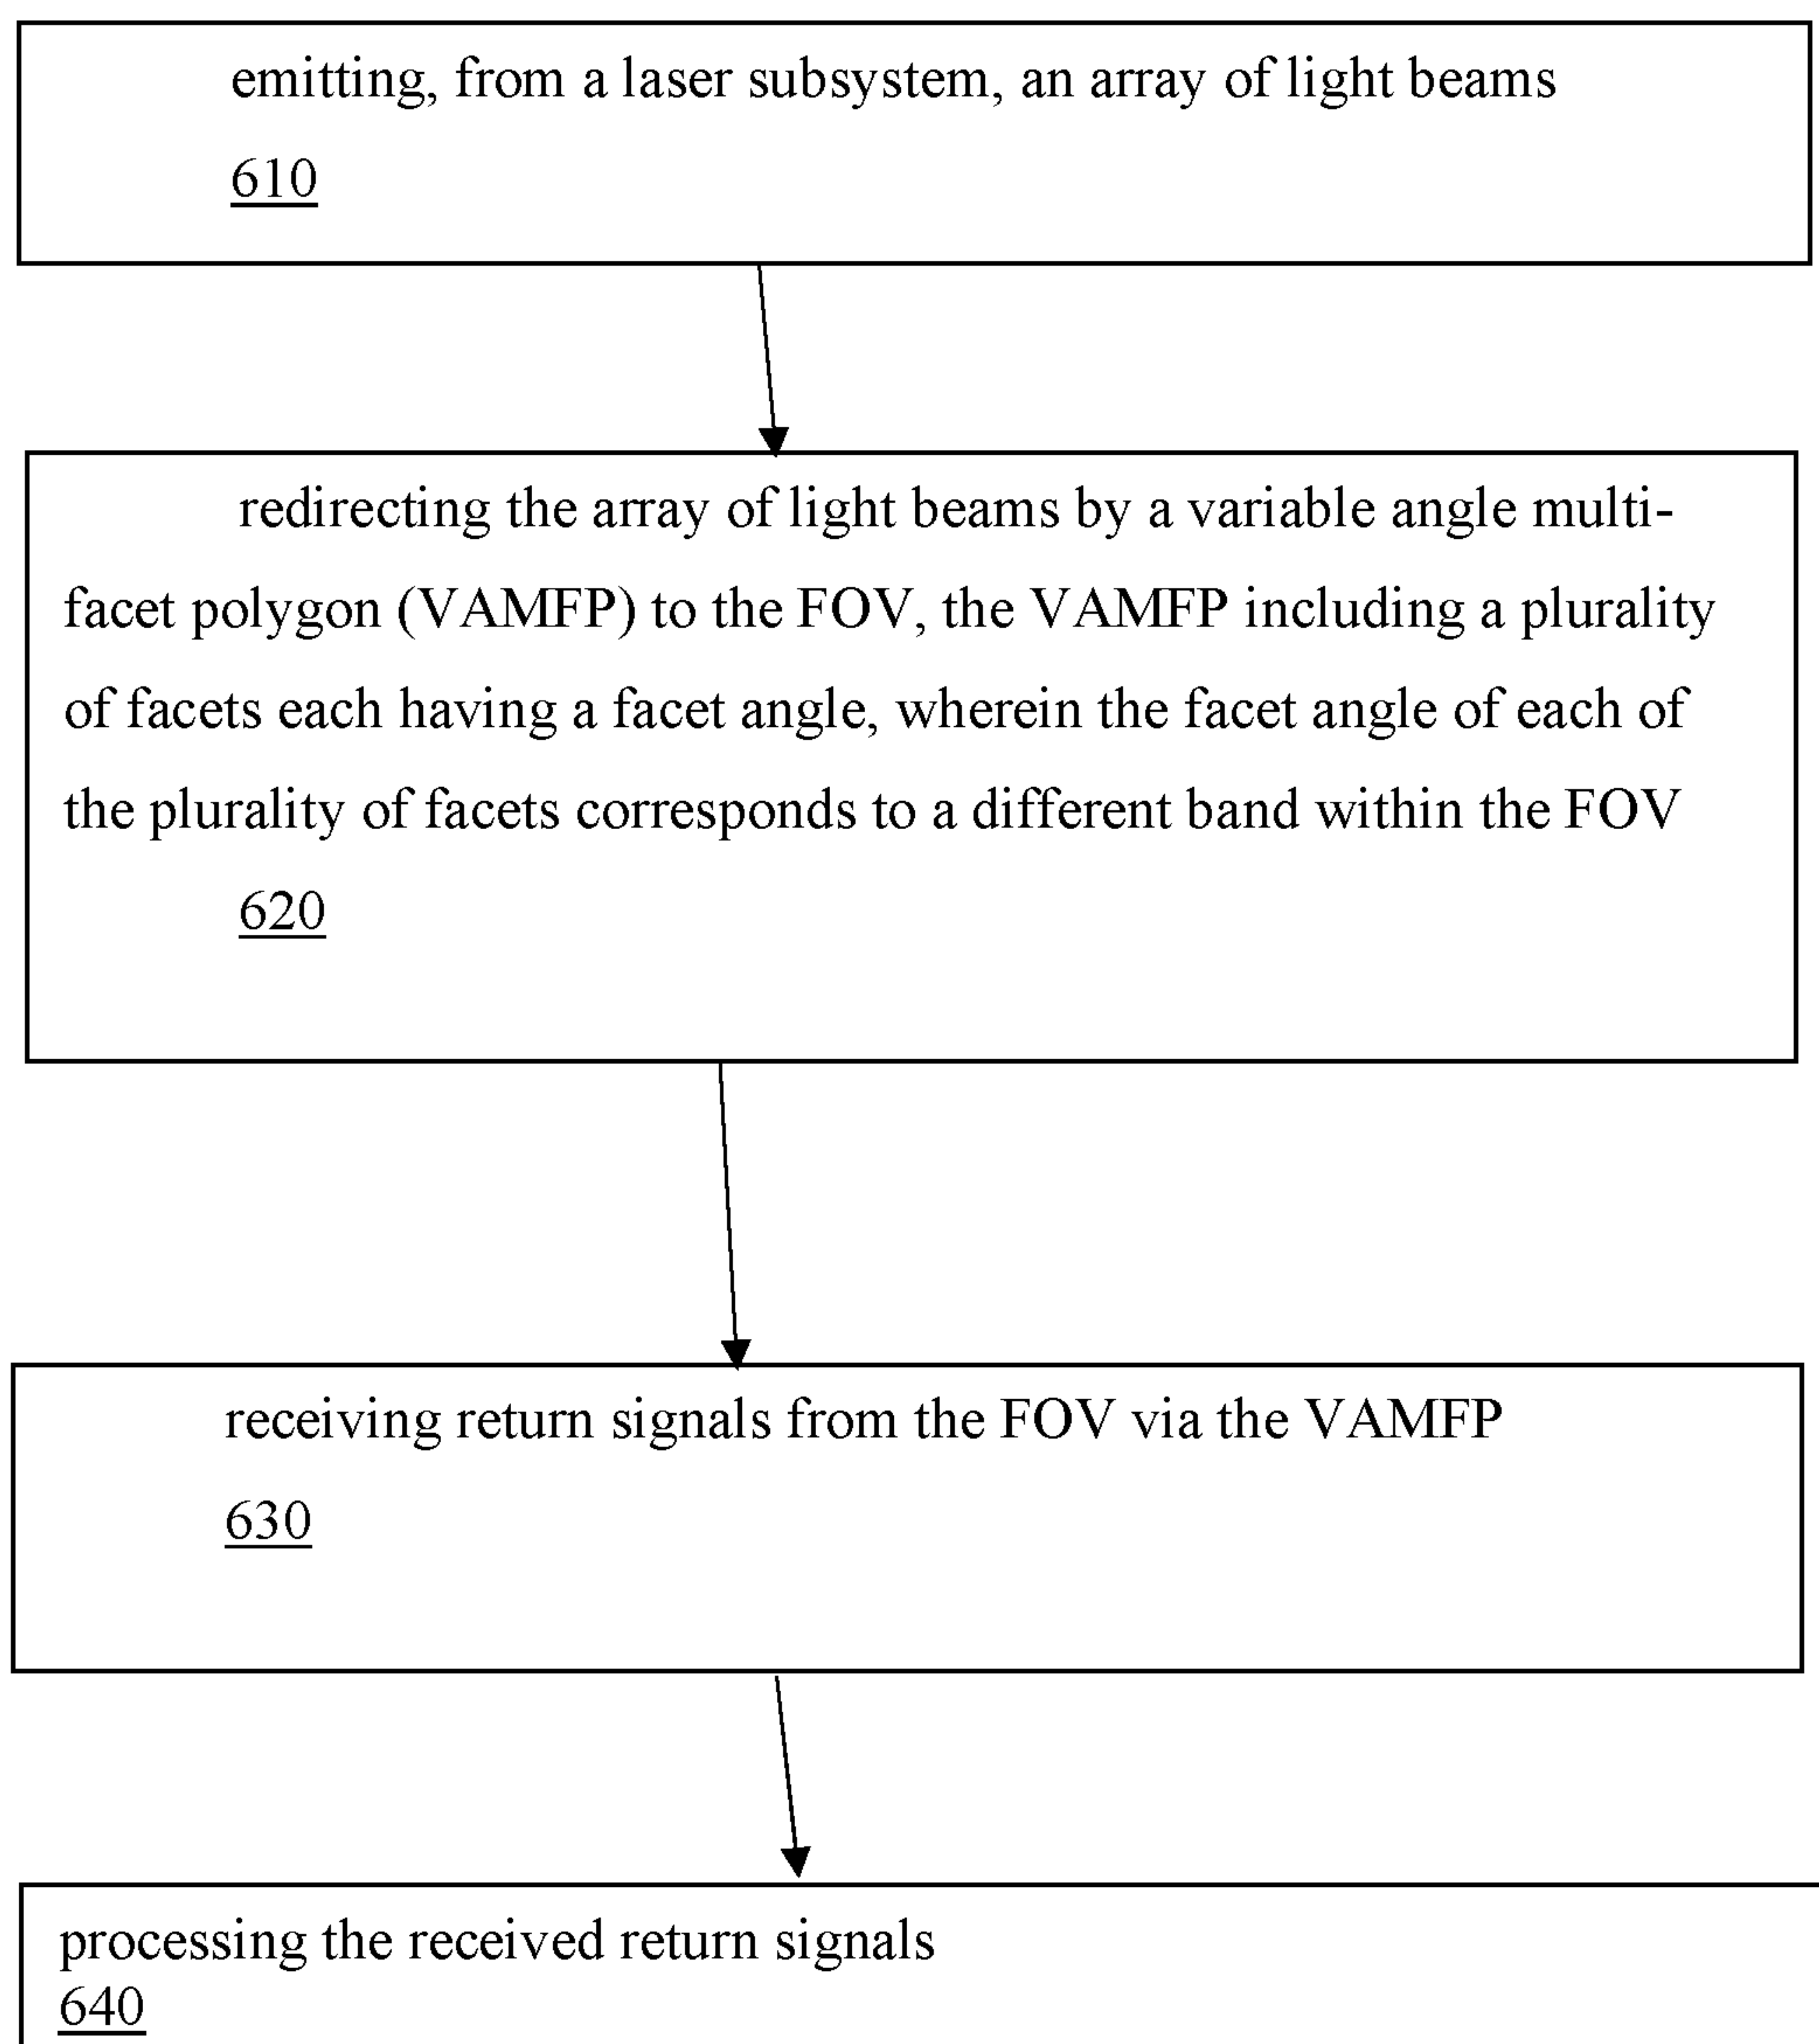 emitting, from a laser subsystem, an array of light beams
610
redirecting the array of light beams by a variable angle multi-
facet polygon (VAMFP) to the FOV, the VAMFP including a plurality
of facets each having a facet angle, wherein the facet angle of each of
the plurality of facets corresponds to a different band within the FOV
620
receiving return signals from the FOV via the VAMFP
630
processing the received return signals
640